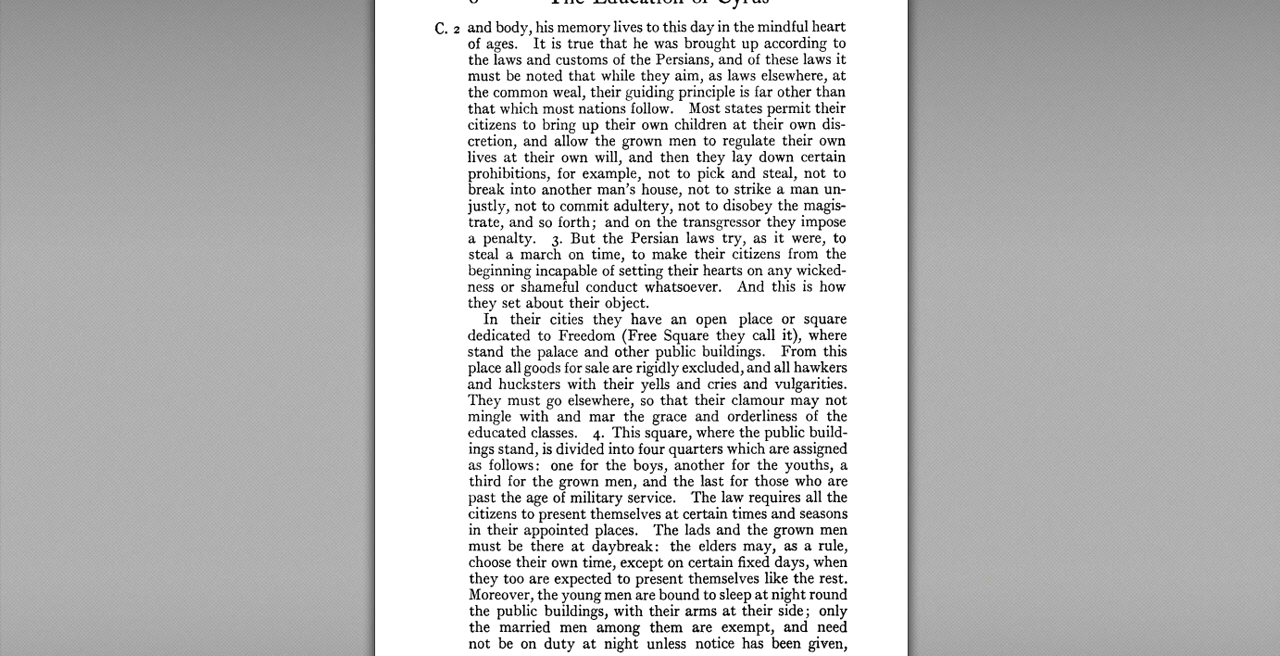 The Education of Cyrus
C. 2 and body, his memory lives to this day in the mindful heart
of ages. It is true that he was brought up according to
the laws and customs of the Persians, and of these laws it
must be noted that while they aim, as laws elsewhere, at
the common weal, their guiding principle is far other than
that which most nations follow. Most states permit their
citizens to bring up their own children at their own dis-
cretion, and allow the grown men to regulate their own
lives at their own will, and then they lay down certain
prohibitions, for example, not to pick and steal, not to
break into another man's house, not to strike a man un-
justly, not to commit adultery, not to disobey the magis-
trate, and so forth; and on the transgressor they impose
a penalty. 3. But the Persian laws try, as it were, to
steal a march on time, to make their citizens from the
beginning incapable of setting their hearts on any wicked-
ness or shameful conduct whatsoever. And this is how
they set about their object.
In their cities they have an open place or square
dedicated to Freedom (Free Square they call it), where
stand the palace and other public buildings. From this
place all goods for sale are rigidly excluded, and all hawkers
and hucksters with their yells and cries and vulgarities.
They must go elsewhere, so that their clamour may not
mingle with and mar the grace and orderliness of the
educated classes. 4. This square, where the public build-
ings stand, is divided into four quarters which are assigned
as follows: one for the boys, another for the youths, a
third for the grown men, and the last for those who are
past the age of military service. The law requires all the
citizens to present themselves at certain times and seasons
in their appointed places. The lads and the grown men
must be there at daybreak: the elders may, as a rule,
choose their own time, except on certain fixed days, when
they too are expected to present themselves like the rest.
Moreover, the young men are bound to sleep at night round
the public buildings, with their arms at their side; only
the married men among them are exempt, and need
not be on duty at night unless notice has been given,